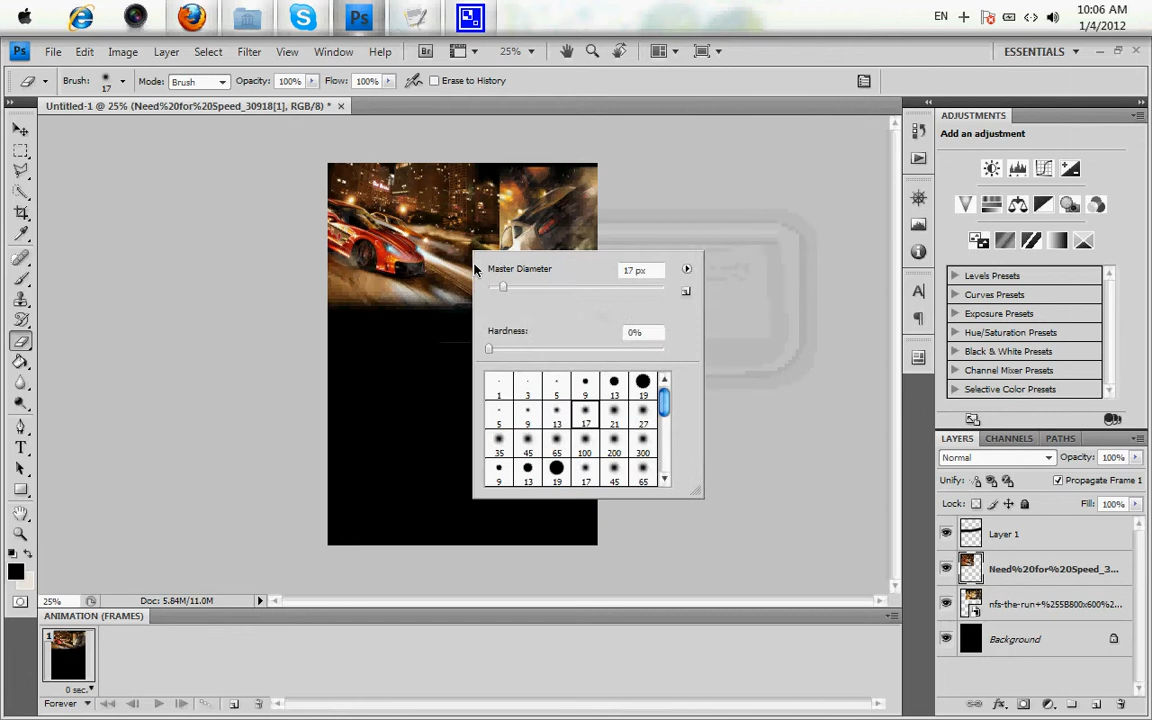 EN
10:06 AM
1/4/2012
Ps File Edit Image Layer Select Filter View Window Help Br 25% ESSENTIALS
Brush: 17 Mode: Brush Opacity: 100% Flow: 100% Erase to History
Untitled-1 @ 25% (Need%20for%20Speed_30918[1], RGB/8) *
ADJUSTMENTS
Add an adjustment
Master Diameter 17 px
Hardness: 0%
1 3 5 9 13 19
5 9 13 17 21 27
35 45 65 100 200 300
9 13 19 17 45 65
Levels Presets
Curves Presets
Exposure Presets
Hue/Saturation Presets
Black & White Presets
Channel Mixer Presets
Selective Color Presets
LAYERS CHANNELS PATHS
Normal Opacity: 100%
Unify: Propagate Frame 1
Lock: Fill: 100%
Layer 1
Need%20for%20Speed_3...
nfs-the-run+%255B800x600%2...
Background
25% Doc: 5.84M/11.0M
ANIMATION (FRAMES)
1
0 sec.
Forever